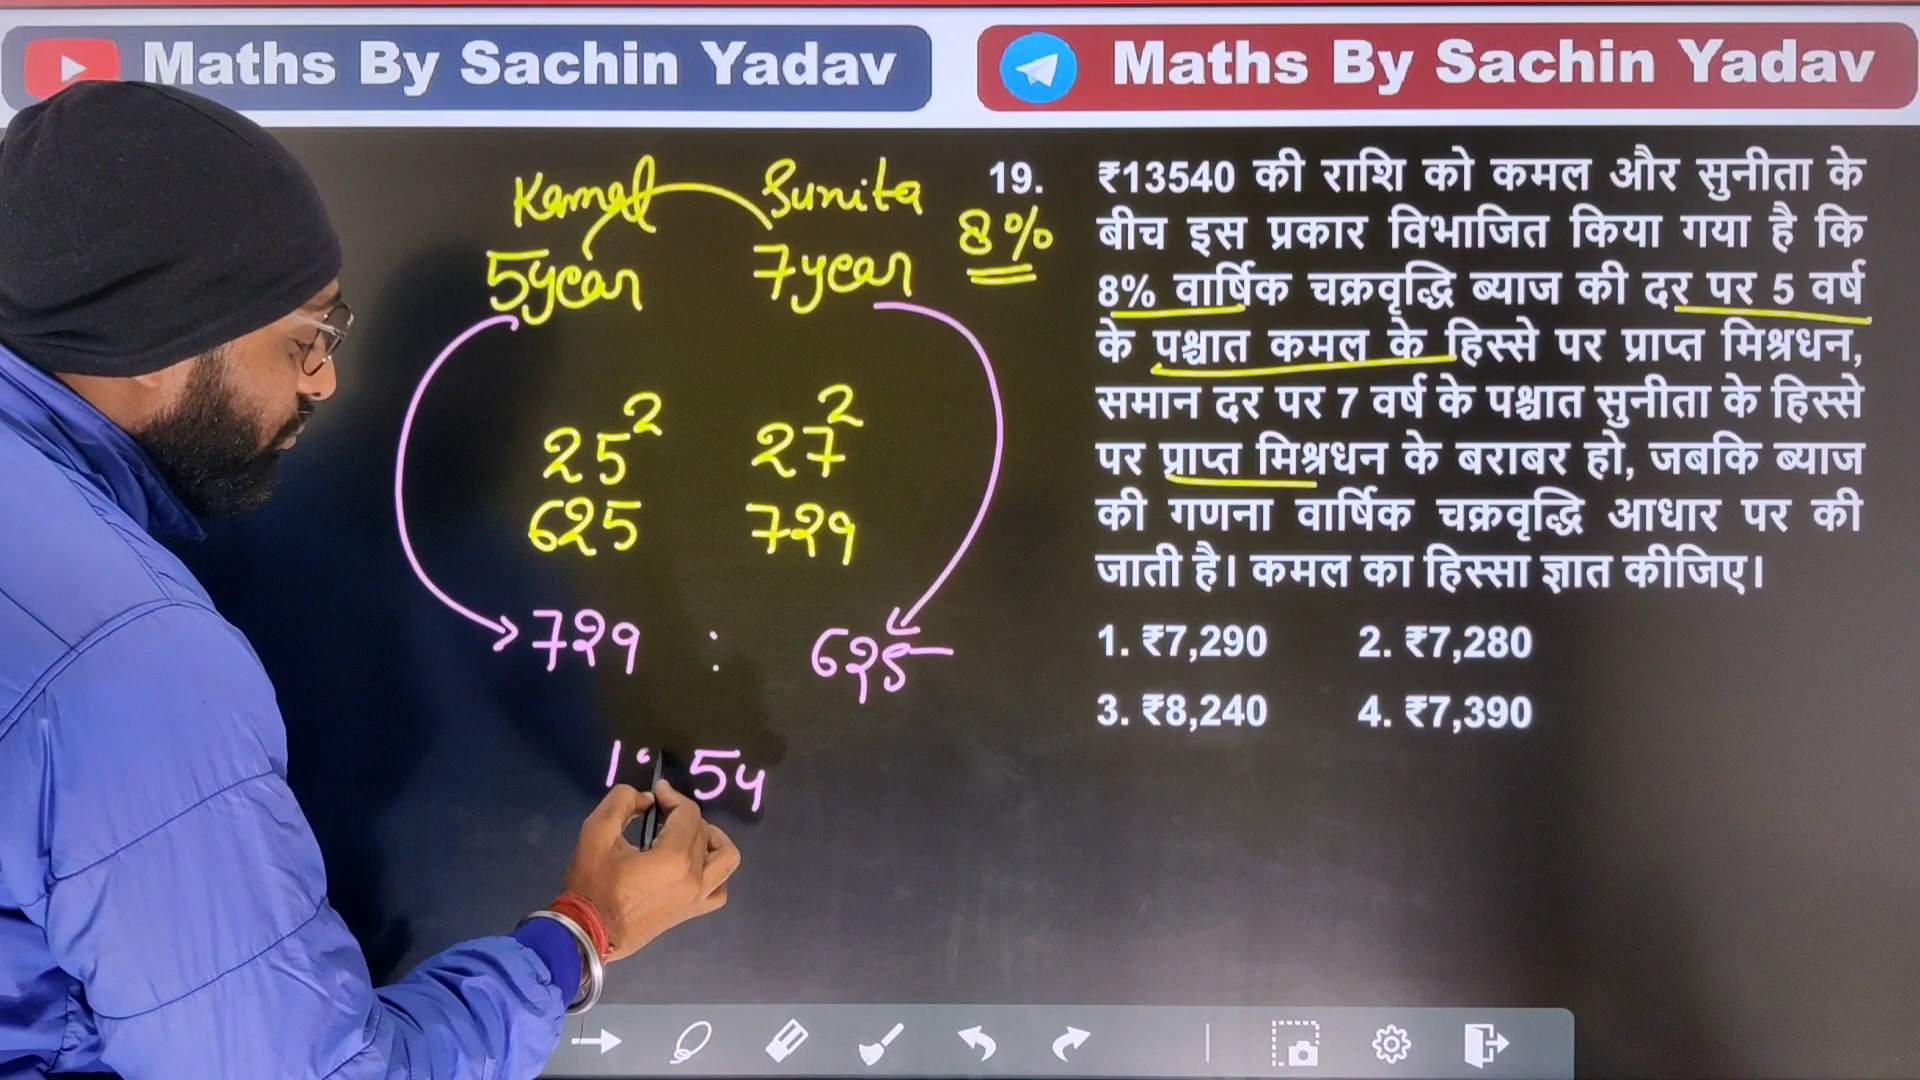 Maths By Sachin Yadav
Maths By Sachin Yadav
Kamal Sunita
5year 7year 8%
25² 27²
625 729
729 : 625
54
19. ₹13540 की राशि को कमल और सुनीता के
बीच इस प्रकार विभाजित किया गया है कि
8% वार्षिक चक्रवृद्धि ब्याज की दर पर 5 वर्ष
के पश्चात कमल के हिस्से पर प्राप्त मिश्रधन,
समान दर पर 7 वर्ष के पश्चात सुनीता के हिस्से
पर प्राप्त मिश्रधन के बराबर हो, जबकि ब्याज
की गणना वार्षिक चक्रवृद्धि आधार पर की
जाती है। कमल का हिस्सा ज्ञात कीजिए।
1. ₹7,290 2. ₹7,280
3. ₹8,240 4. ₹7,390